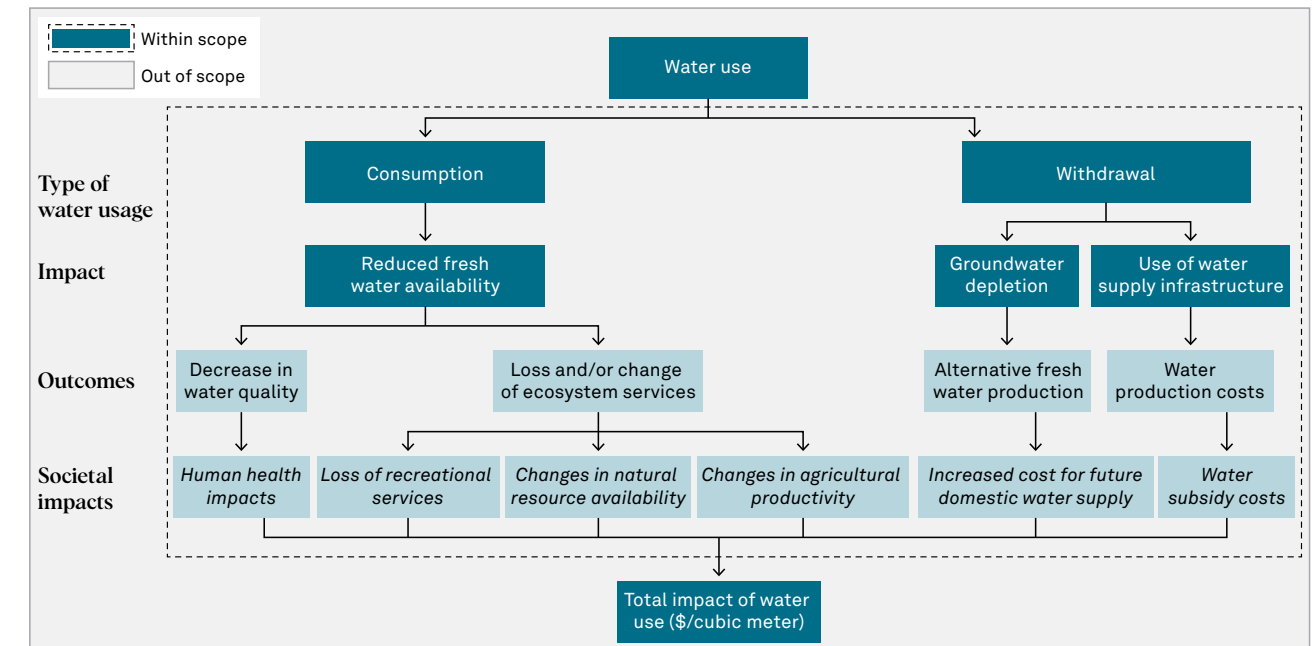 Within scope
Out of scope
Water use
Type of
water usage
Consumption
Withdrawal
Impact
Reduced fresh
water availability
Groundwater
depletion
Use of water
supply infrastructure
Outcomes
Decrease in
water quality
Loss and/or change
of ecosystem services
Alternative fresh
water production
Water
production costs
Societal
impacts
Human health
impacts
Loss of recreational
services
Changes in natural
resource availability
Changes in agricultural
productivity
Increased cost for future
domestic water supply
Water
subsidy costs
Total impact of water
use ($/cubic meter)